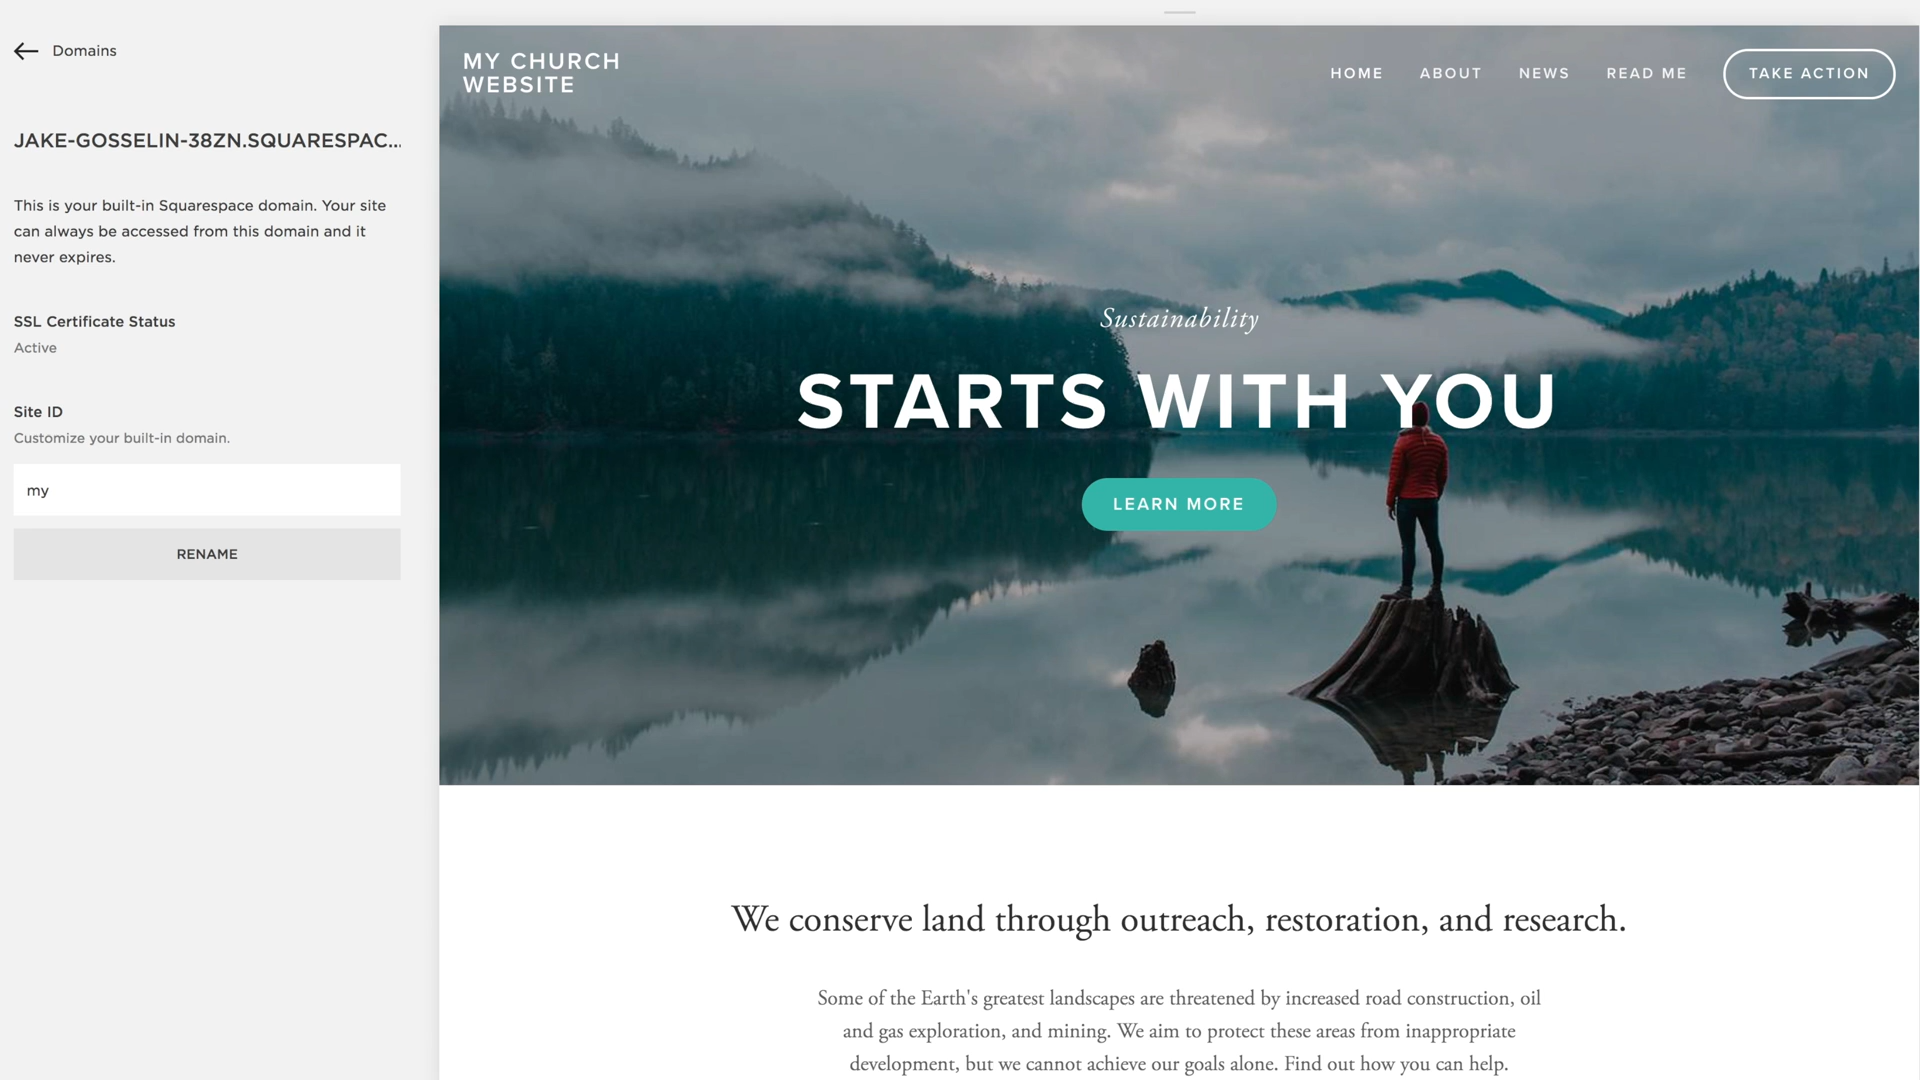 Domains
JAKE-GOSSELIN-38ZN.SQUARESPAC...
This is your built-in Squarespace domain. Your site
can always be accessed from this domain and it
never expires.
SSL Certificate Status
Active
Site ID
Customize your built-in domain.
my
RENAME
MY CHURCH
WEBSITE
HOME
ABOUT
NEWS
READ ME
TAKE ACTION
Sustainability
STARTS WITH YOU
LEARN MORE
We conserve land through outreach, restoration, and research.
Some of the Earth's greatest landscapes are threatened by increased road construction, oil
and gas exploration, and mining. We aim to protect these areas from inappropriate
development, but we cannot achieve our goals alone. Find out how you can help.